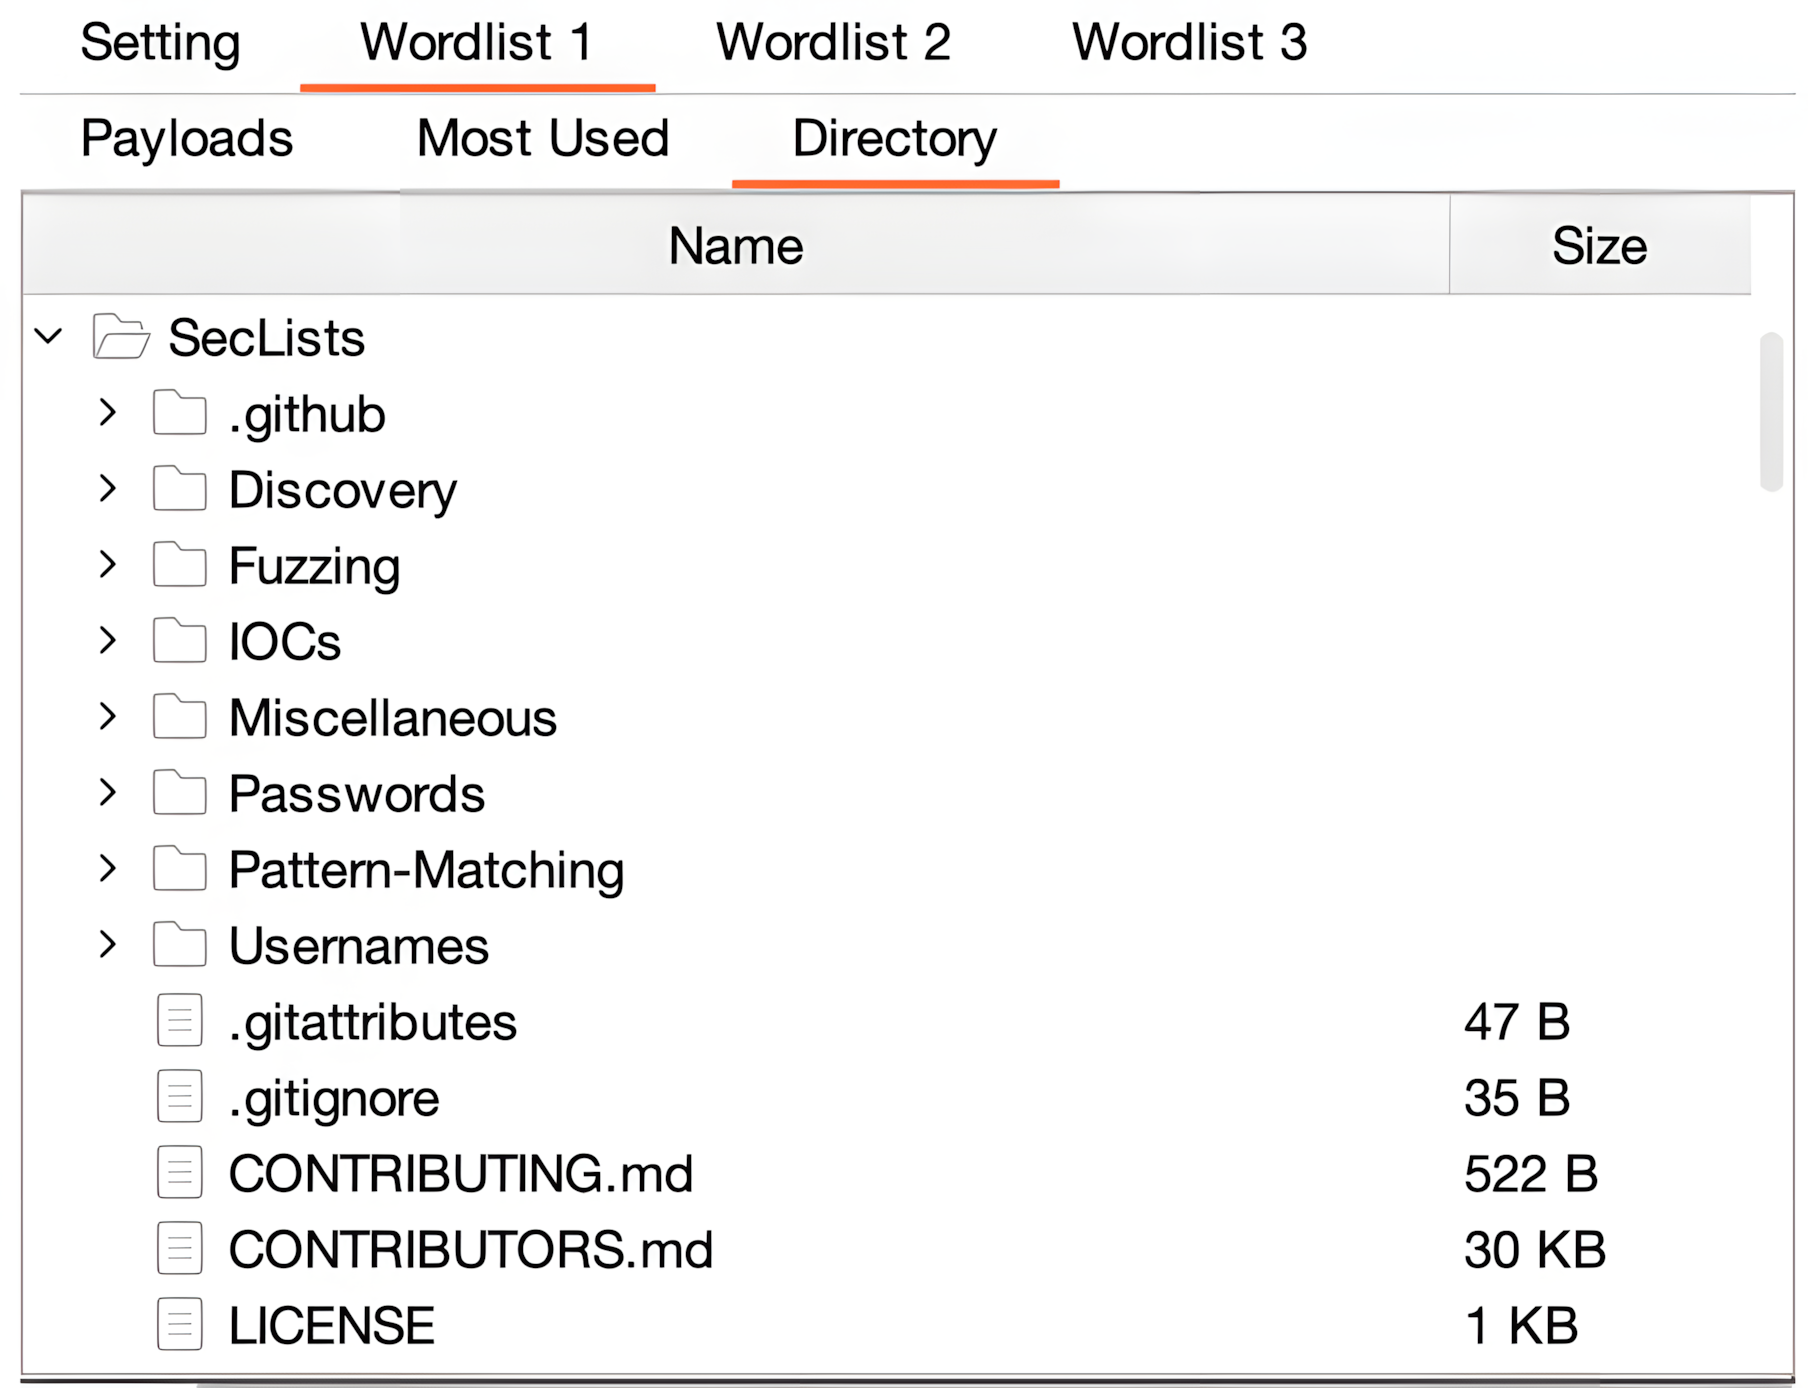 Setting Wordlist 1 Wordlist 2 Wordlist 3
Payloads Most Used Directory
Name Size
SecLists
.github
Discovery
Fuzzing
IOCs
Miscellaneous
Passwords
Pattern-Matching
Usernames
.gitattributes 47 B
.gitignore 35 B
CONTRIBUTING.md 522 B
CONTRIBUTORS.md 30 KB
LICENSE 1 KB